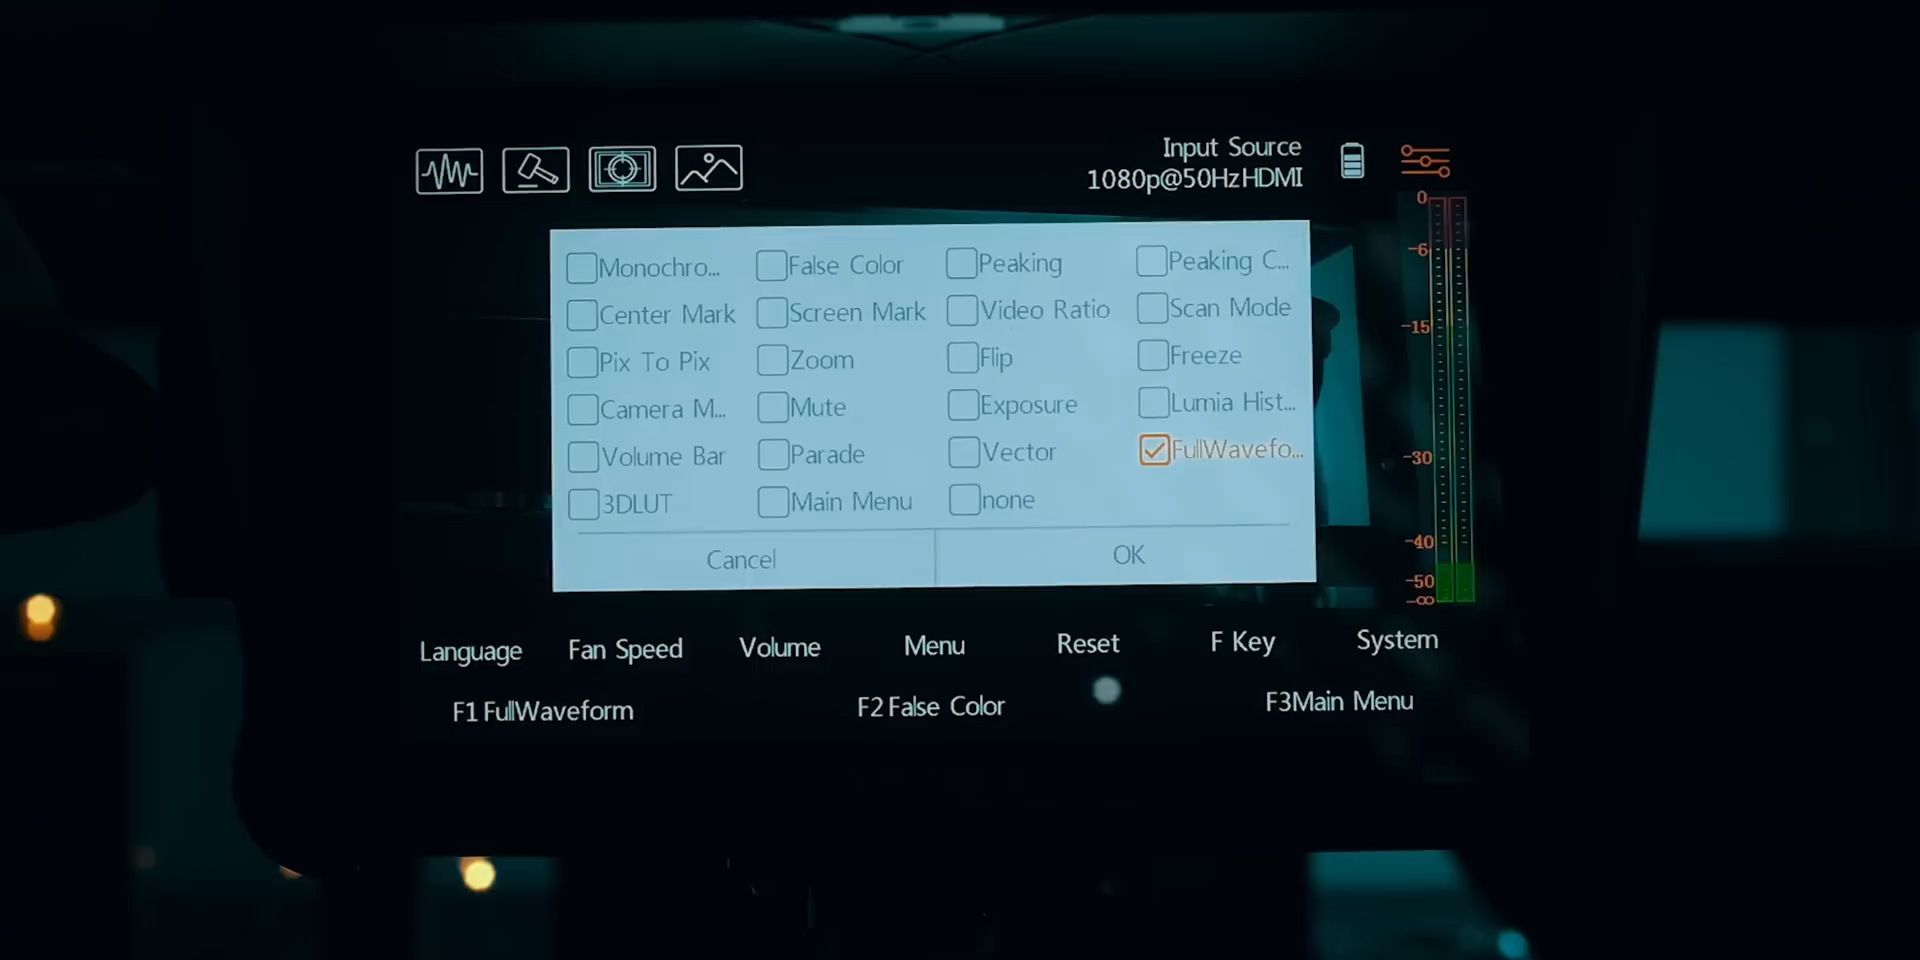 Input Source
1080p@50HzHDMI
0
-6
-15
-30
-40
-50
-∞
Monochro... False Color Peaking Peaking C...
Center Mark Screen Mark Video Ratio Scan Mode
Pix To Pix Zoom Flip Freeze
Camera M... Mute Exposure Lumia Hist...
Volume Bar Parade Vector FullWavefo...
3DLUT Main Menu none
Cancel OK
Language Fan Speed Volume Menu Reset F Key System
F1 FullWaveform F2 False Color F3Main Menu